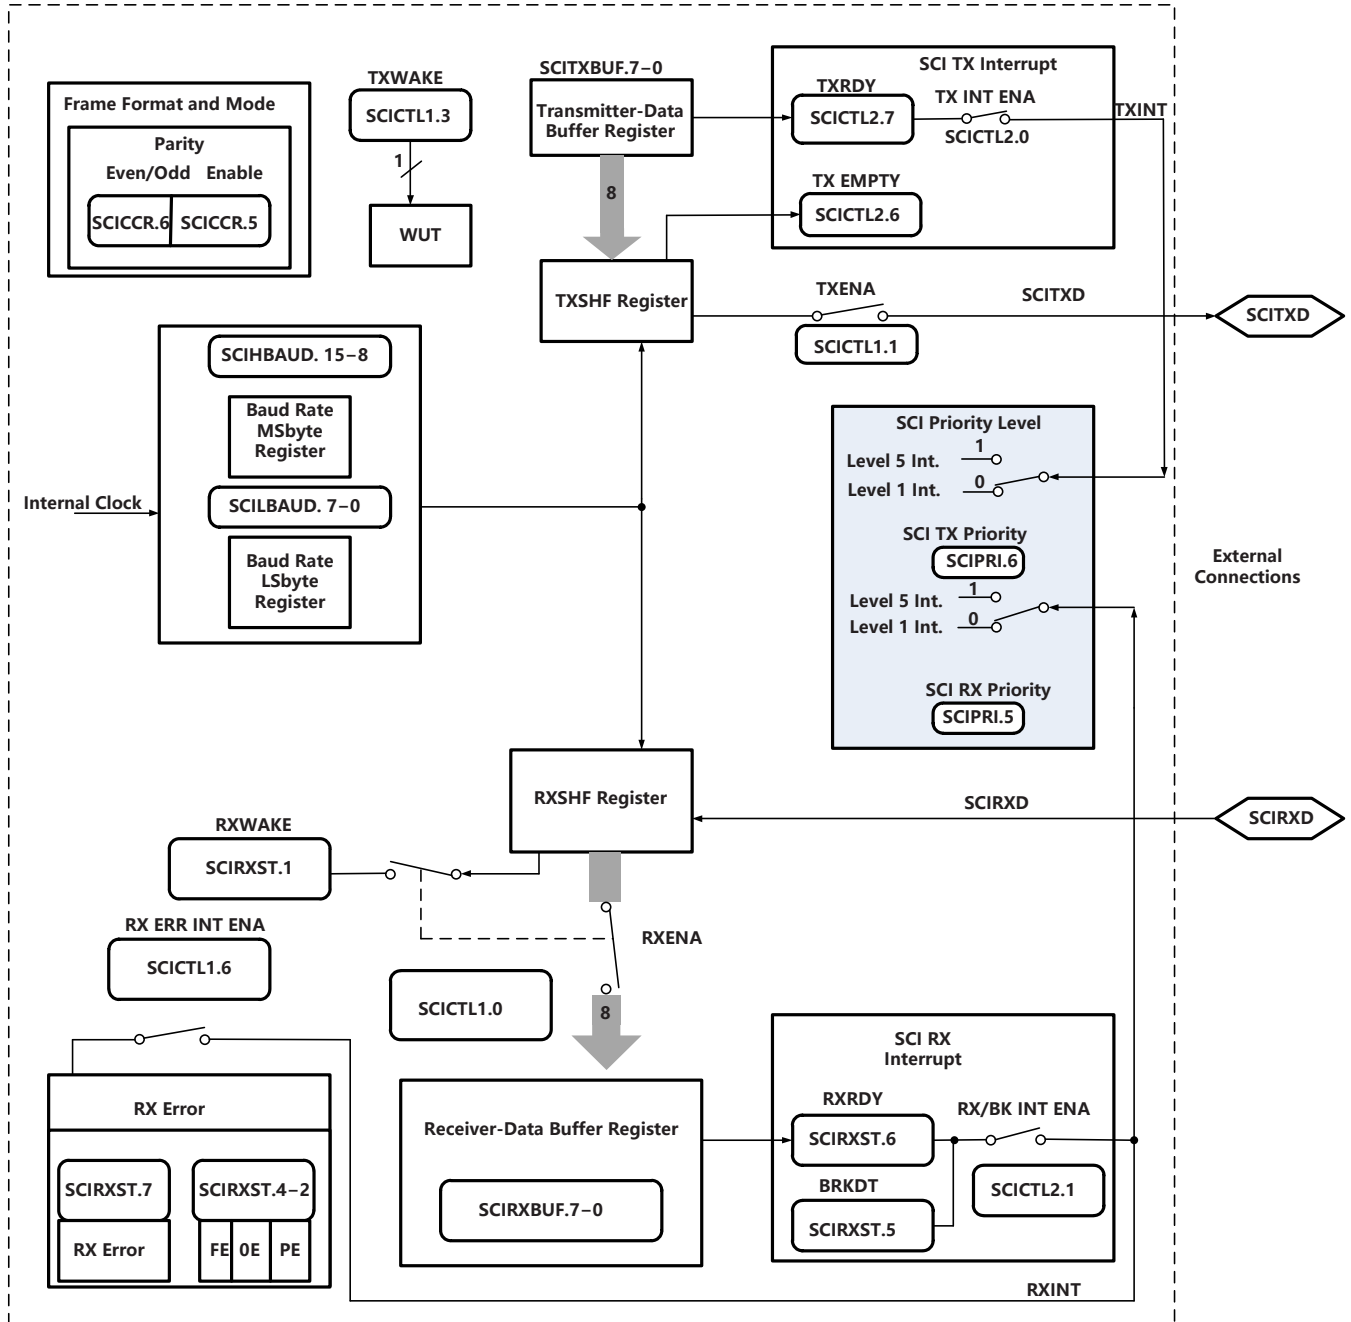 SCITXBUF.7–0
SCI TX Interrupt
TXWAKE
TXRDY
TX INT ENA
Frame Format and Mode
SCICTL1.3
Transmitter-Data
Buffer Register
SCICTL2.7
SCICTL2.0
TXINT
Parity
Even/Odd Enable
1
8
TX EMPTY
SCICCR.6 SCICCR.5
WUT
SCICTL2.6
TXSHF Register
TXENA
SCITXD
SCITXD
SCICTL1.1
SCIHBAUD. 15–8
Baud Rate
MSbyte
Register
SCI Priority Level
1
Level 5 Int.
0
Level 1 Int.
Internal Clock
SCILBAUD. 7–0
SCI TX Priority
SCIPRI.6
Baud Rate
LSbyte
Register
External
Connections
1
Level 5 Int.
0
Level 1 Int.
SCI RX Priority
SCIPRI.5
RXSHF Register
SCIRXD
SCIRXD
RXWAKE
SCIRXST.1
RX ERR INT ENA
RXENA
SCICTL1.6
SCICTL1.0
8
SCI RX
Interrupt
RX Error
Receiver-Data Buffer Register
RXRDY
RX/BK INT ENA
SCIRXST.6
SCIRXST.7
SCIRXST.4–2
BRKDT
SCICTL2.1
SCIRXBUF.7–0
SCIRXST.5
RX Error
FE 0E PE
RXINT